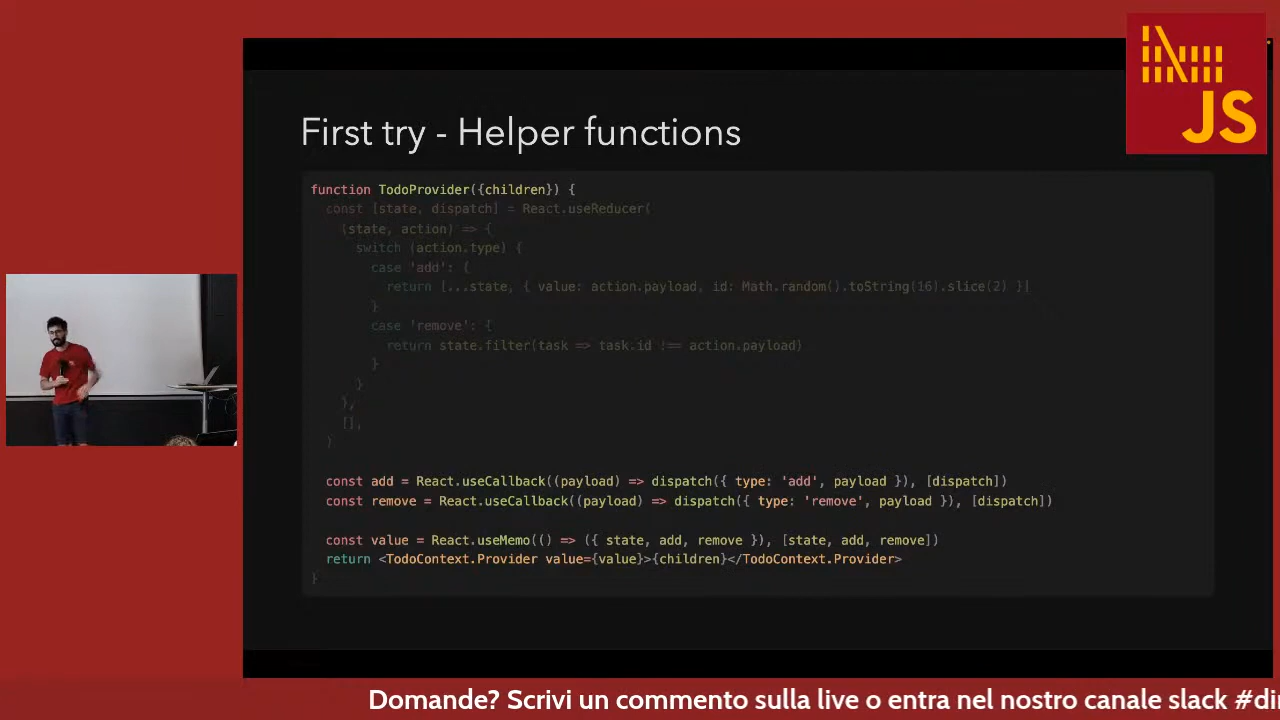 JS
First try - Helper functions
function TodoProvider({children}) {
const [state, dispatch] = React.useReducer(
(state, action) => {
switch (action.type) {
case 'add': {
return [...state, { value: action.payload, id: Math.random().toString(16).slice(2) }]
}
case 'remove': {
return state.filter(task => task.id !== action.payload)
}
}
},
[],
)
const add = React.useCallback((payload) => dispatch({ type: 'add', payload }), [dispatch])
const remove = React.useCallback((payload) => dispatch({ type: 'remove', payload }), [dispatch])
const value = React.useMemo(() => ({ state, add, remove }), [state, add, remove])
return <TodoContext.Provider value={value}>{children}</TodoContext.Provider>
}
Domande? Scrivi un commento sulla live o entra nel nostro canale slack